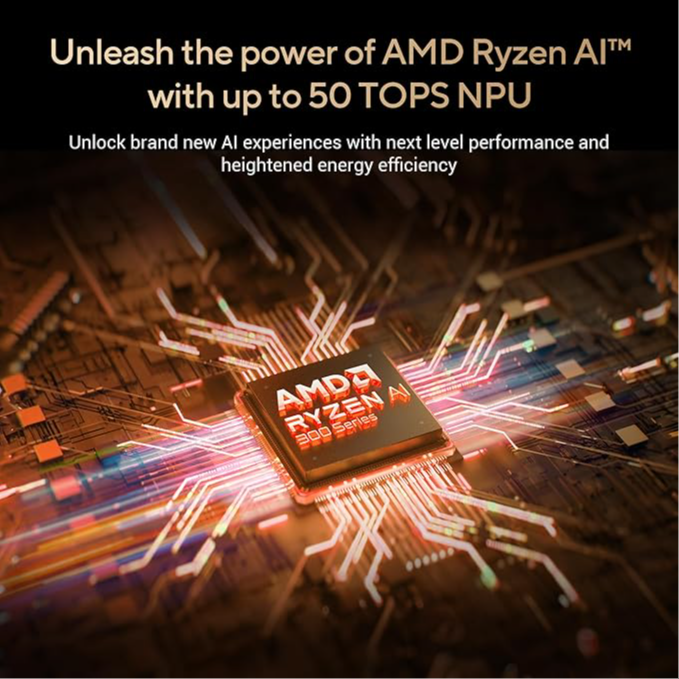 Unleash the power of AMD Ryzen AI™
with up to 50 TOPS NPU
Unlock brand new AI experiences with next level performance and
heightened energy efficiency
AMD
RYZEN AI
300 Series